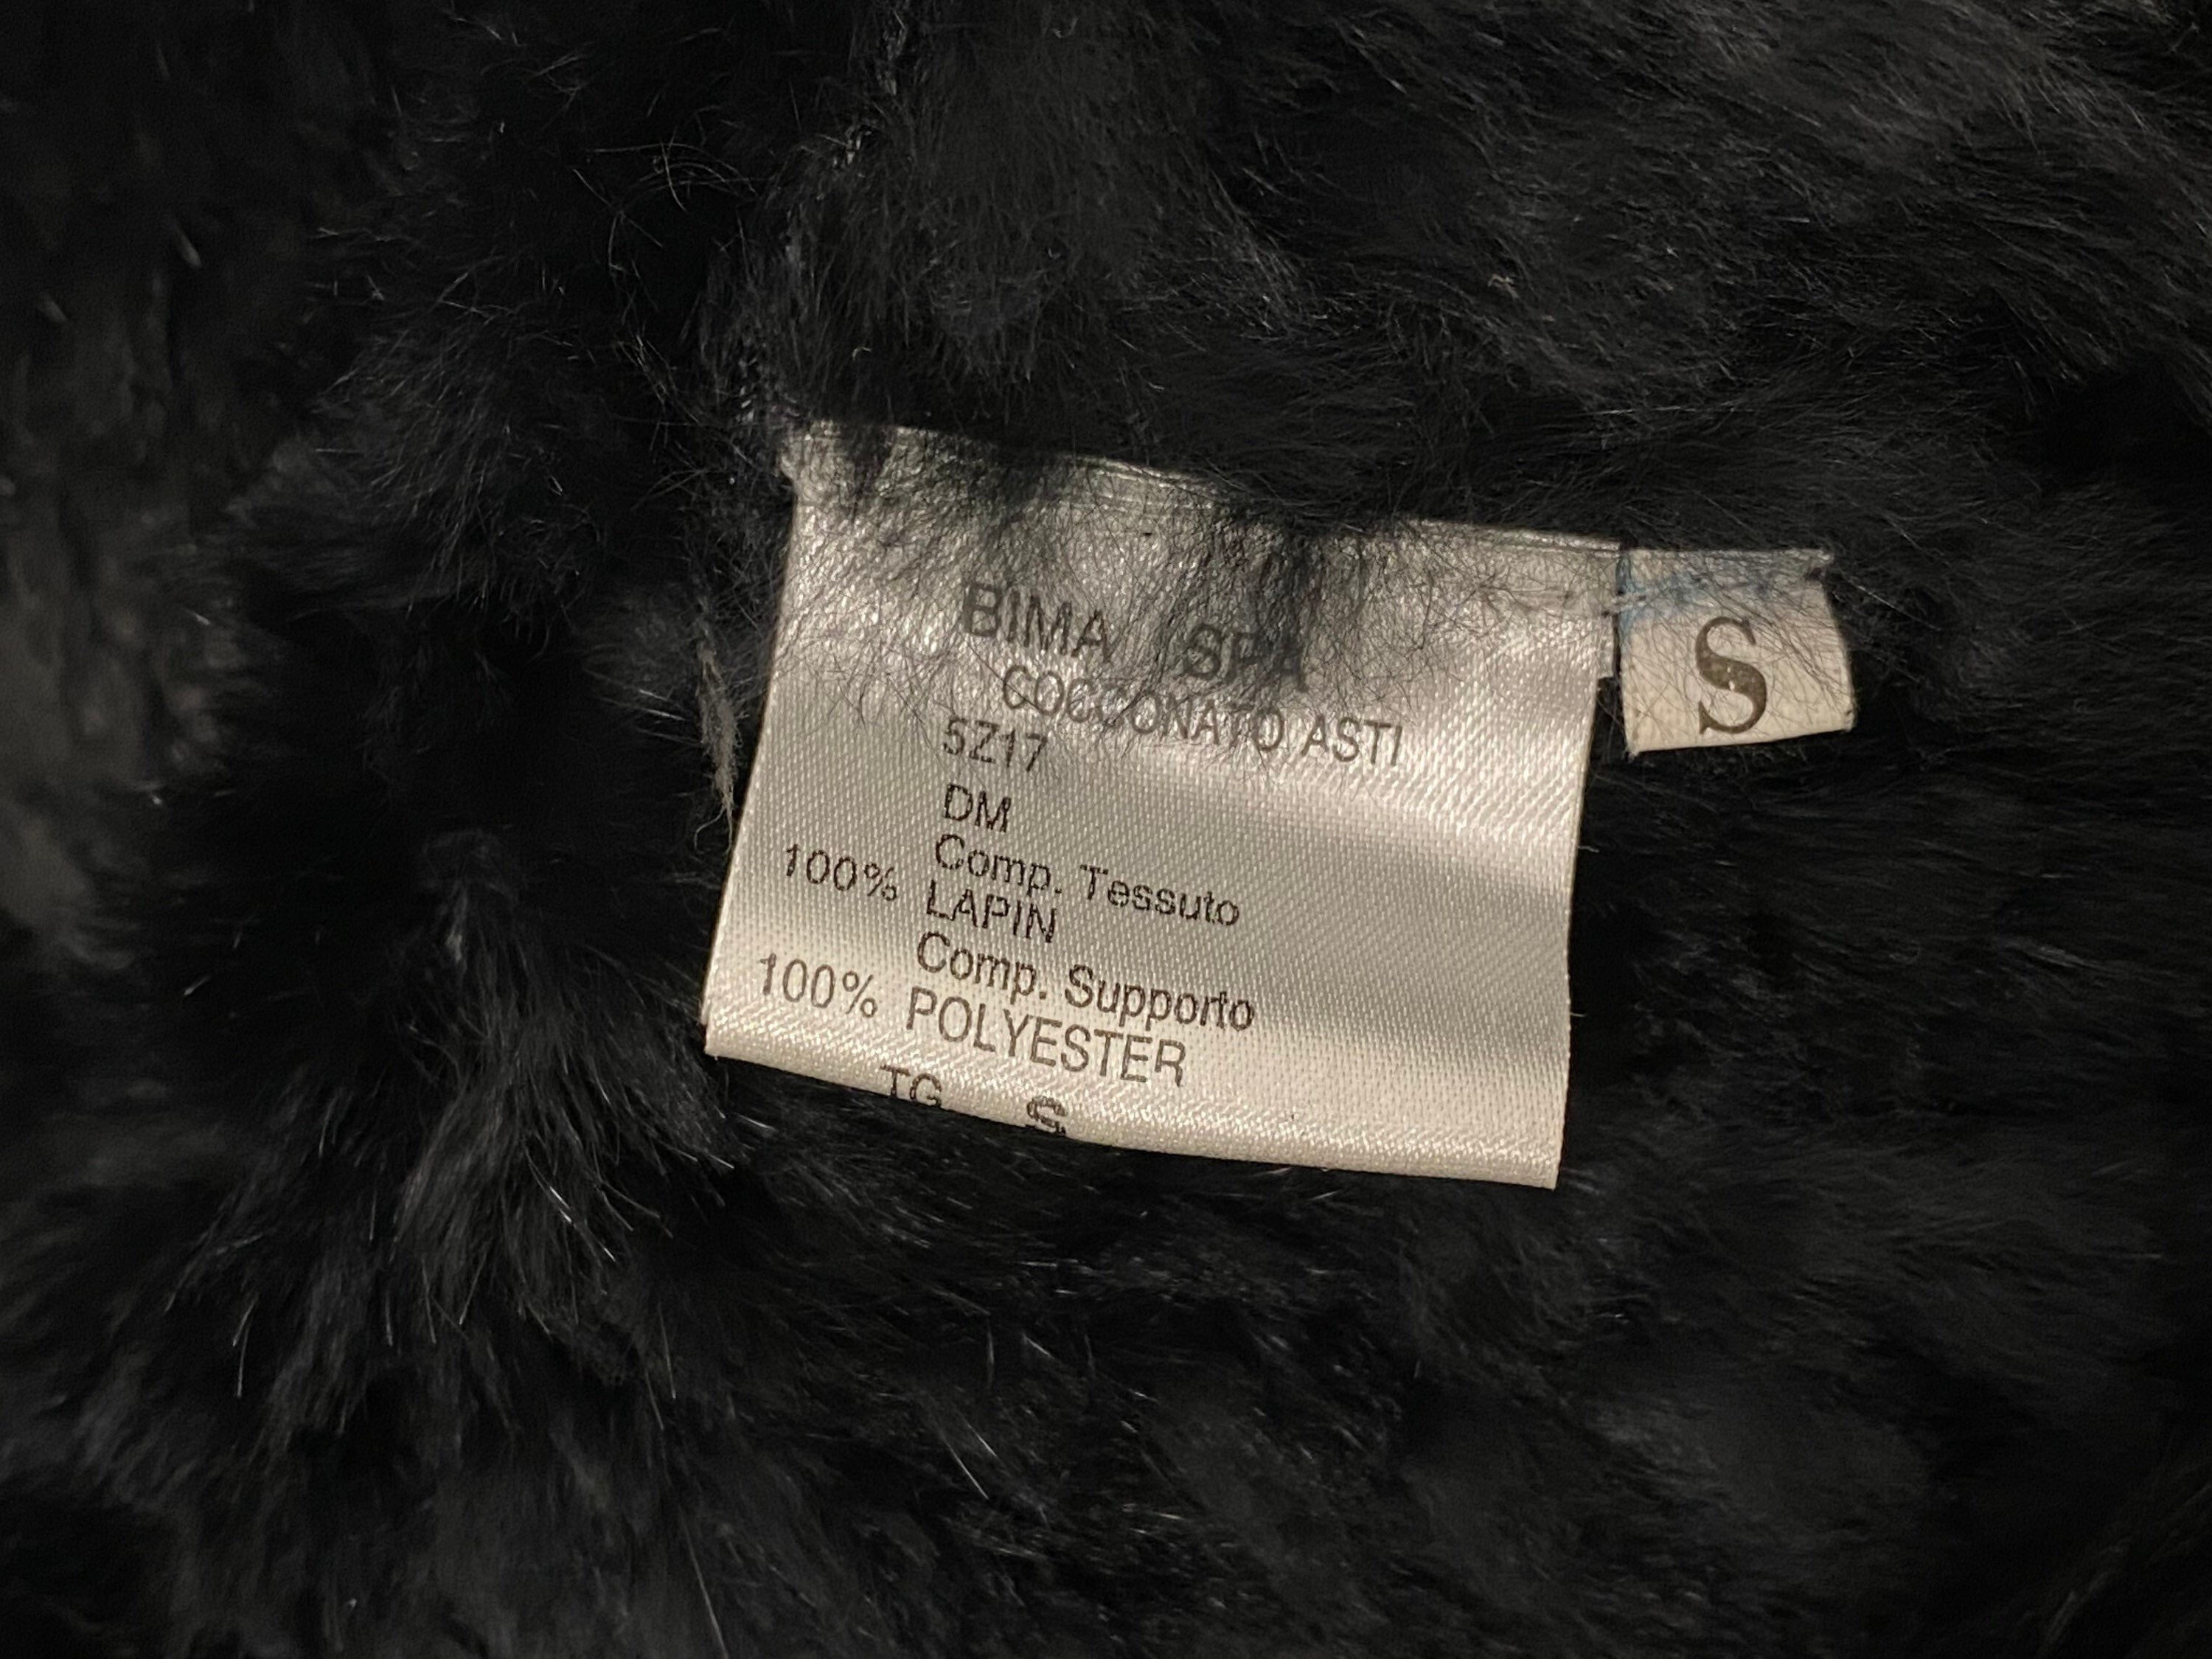 BIMA SPA
COCCONATO ASTI
5Z17
DM
Comp. Tessuto
100% LAPIN
Comp. Supporto
100% POLYESTER
TG S
S